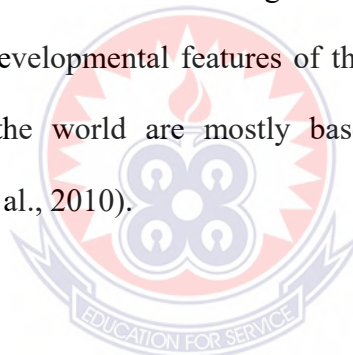 evelopmental features of th
the world are mostly bas
al., 2010).
EDUCATION FOR SERVICE